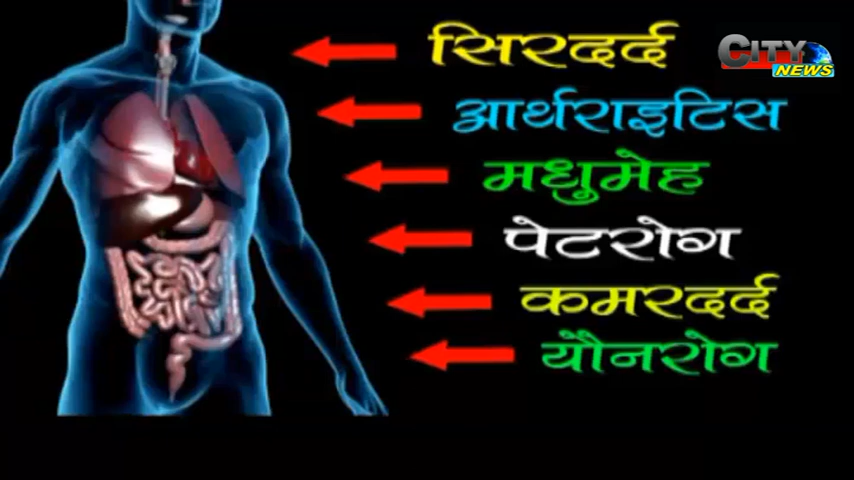 सिरदर्द
CITY
NEWS
आर्थराइटिस
मधुमेह
पेटरोग
कमरदर्द
यौनरोग